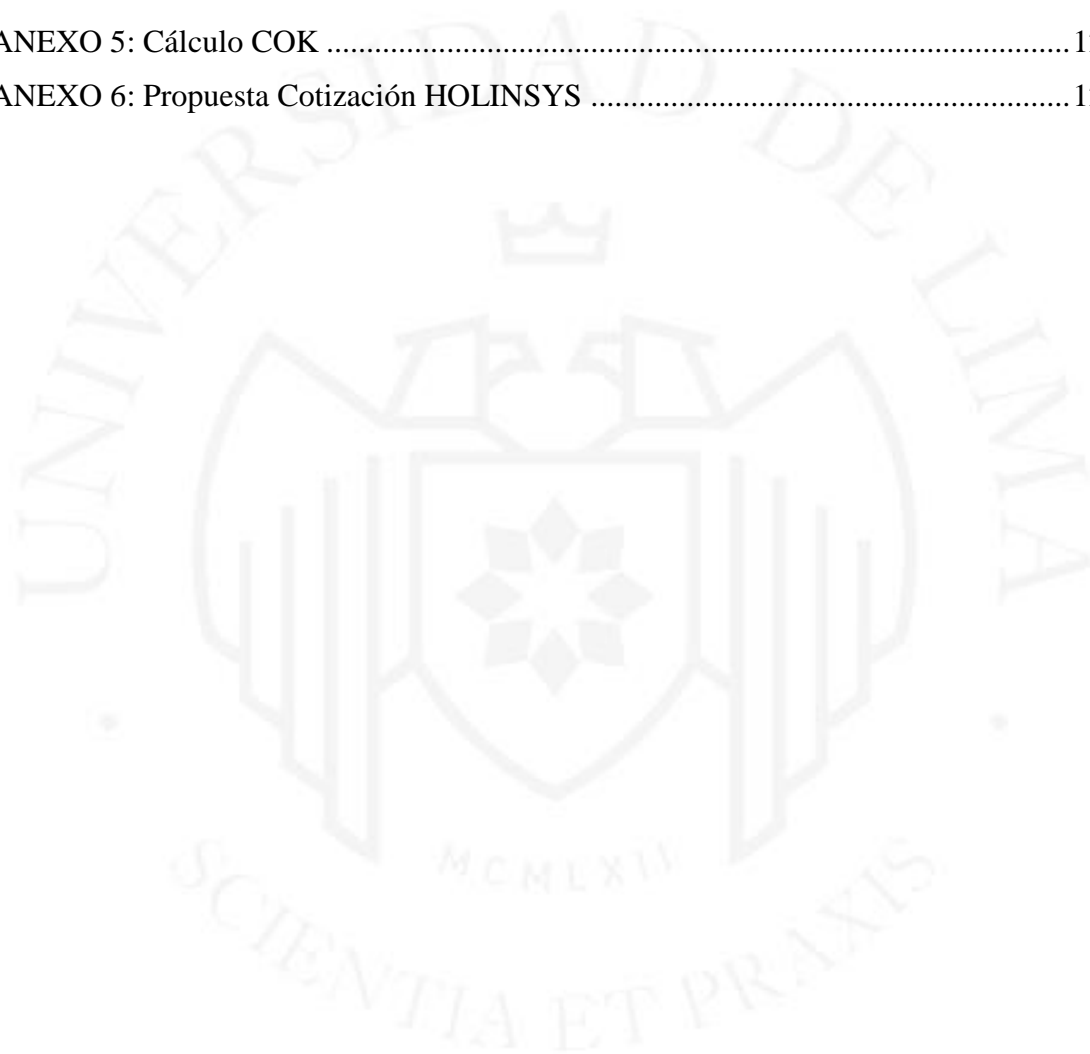 ANEXO 5: Cálculo COK ........................................................................................ 1
ANEXO 6: Propuesta Cotización HOLINSYS ......................................................... 1
UNIVERSIDAD DE LIMA
MCMLXII
SCIENTIA ET PRAXIS